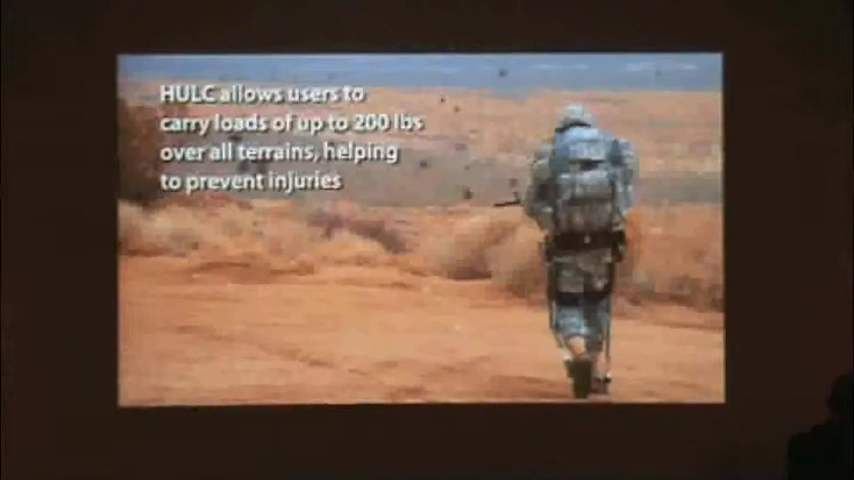 HULC allows users to
carry loads of up to 200 lbs
over all terrains, helping
to prevent injuries